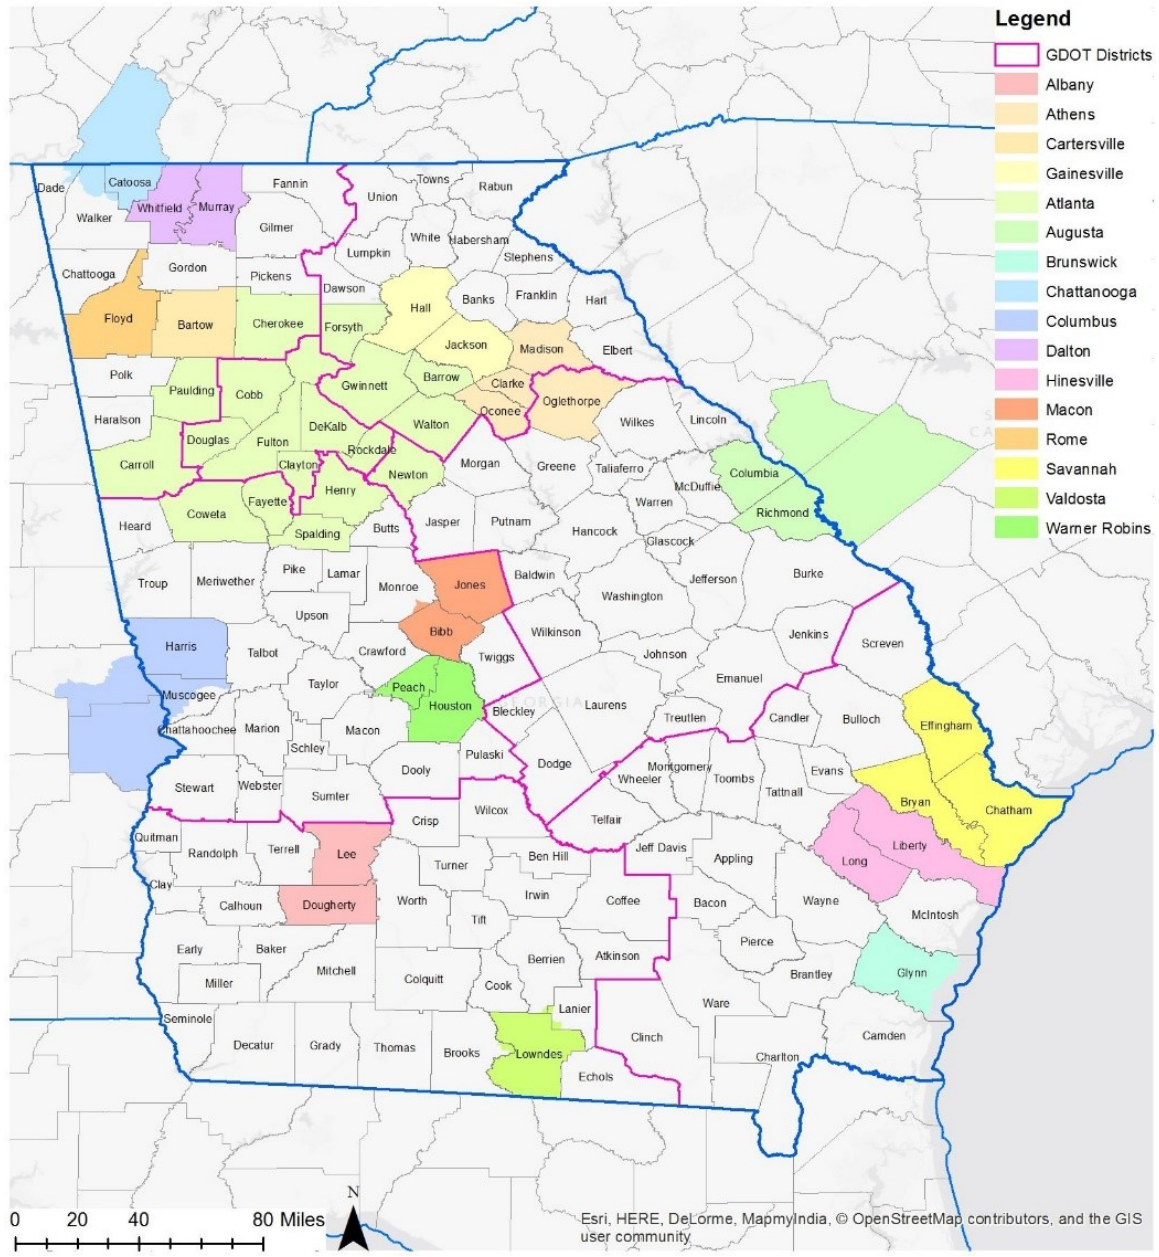 Legend
GDOT Districts
Albany
Athens
Cartersville
Gainesville
Atlanta
Augusta
Brunswick
Chattanooga
Columbus
Dalton
Hinesville
Macon
Rome
Savannah
Valdosta
Warner Robins
Dade
Catoosa
Whitfield
Murray
Fannin
Union
Towns
Rabun
Walker
Gilmer
White
Habersham
Lumpkin
Stephens
Chattooga
Gordon
Pickens
Dawson
Hall
Banks
Franklin
Hart
Floyd
Bartow
Cherokee
Forsyth
Jackson
Madison
Elbert
Polk
Paulding
Cobb
Gwinnett
Barrow
Clarke
Oconee
Oglethorpe
Haralson
Douglas
Fulton
DeKalb
Rockdale
Walton
Wilkes
Lincoln
Carroll
Clayton
Newton
Morgan
Greene
Taliaferro
McDuffie
Columbia
Coweta
Fayette
Henry
Warren
Richmond
Heard
Spalding
Butts
Jasper
Putnam
Hancock
Glascock
Troup
Meriwether
Pike
Lamar
Monroe
Jones
Baldwin
Washington
Jefferson
Burke
Upson
Bibb
Wilkinson
Jenkins
Screven
Harris
Talbot
Crawford
Twiggs
Johnson
Muscogee
Taylor
Peach
Houston
GEORGIA
Emanuel
Chattahoochee
Marion
Schley
Macon
Bleckley
Laurens
Treutlen
Candler
Bulloch
Effingham
Stewart
Webster
Sumter
Dooly
Pulaski
Dodge
Wheeler
Montgomery
Toombs
Tattnall
Evans
Bryan
Chatham
Quitman
Randolph
Terrell
Lee
Crisp
Wilcox
Telfair
Jeff Davis
Appling
Long
Liberty
Clay
Calhoun
Dougherty
Worth
Turner
Ben Hill
Irwin
Tift
Coffee
Bacon
Wayne
McIntosh
Early
Baker
Miller
Mitchell
Colquitt
Berrien
Cook
Atkinson
Pierce
Brantley
Glynn
Seminole
Decatur
Grady
Thomas
Brooks
Lowndes
Lanier
Echols
Clinch
Ware
Charlton
Camden
N
0 20 40 80 Miles
Esri, HERE, DeLorme, MapmyIndia, © OpenStreetMap contributors, and the GIS
user community